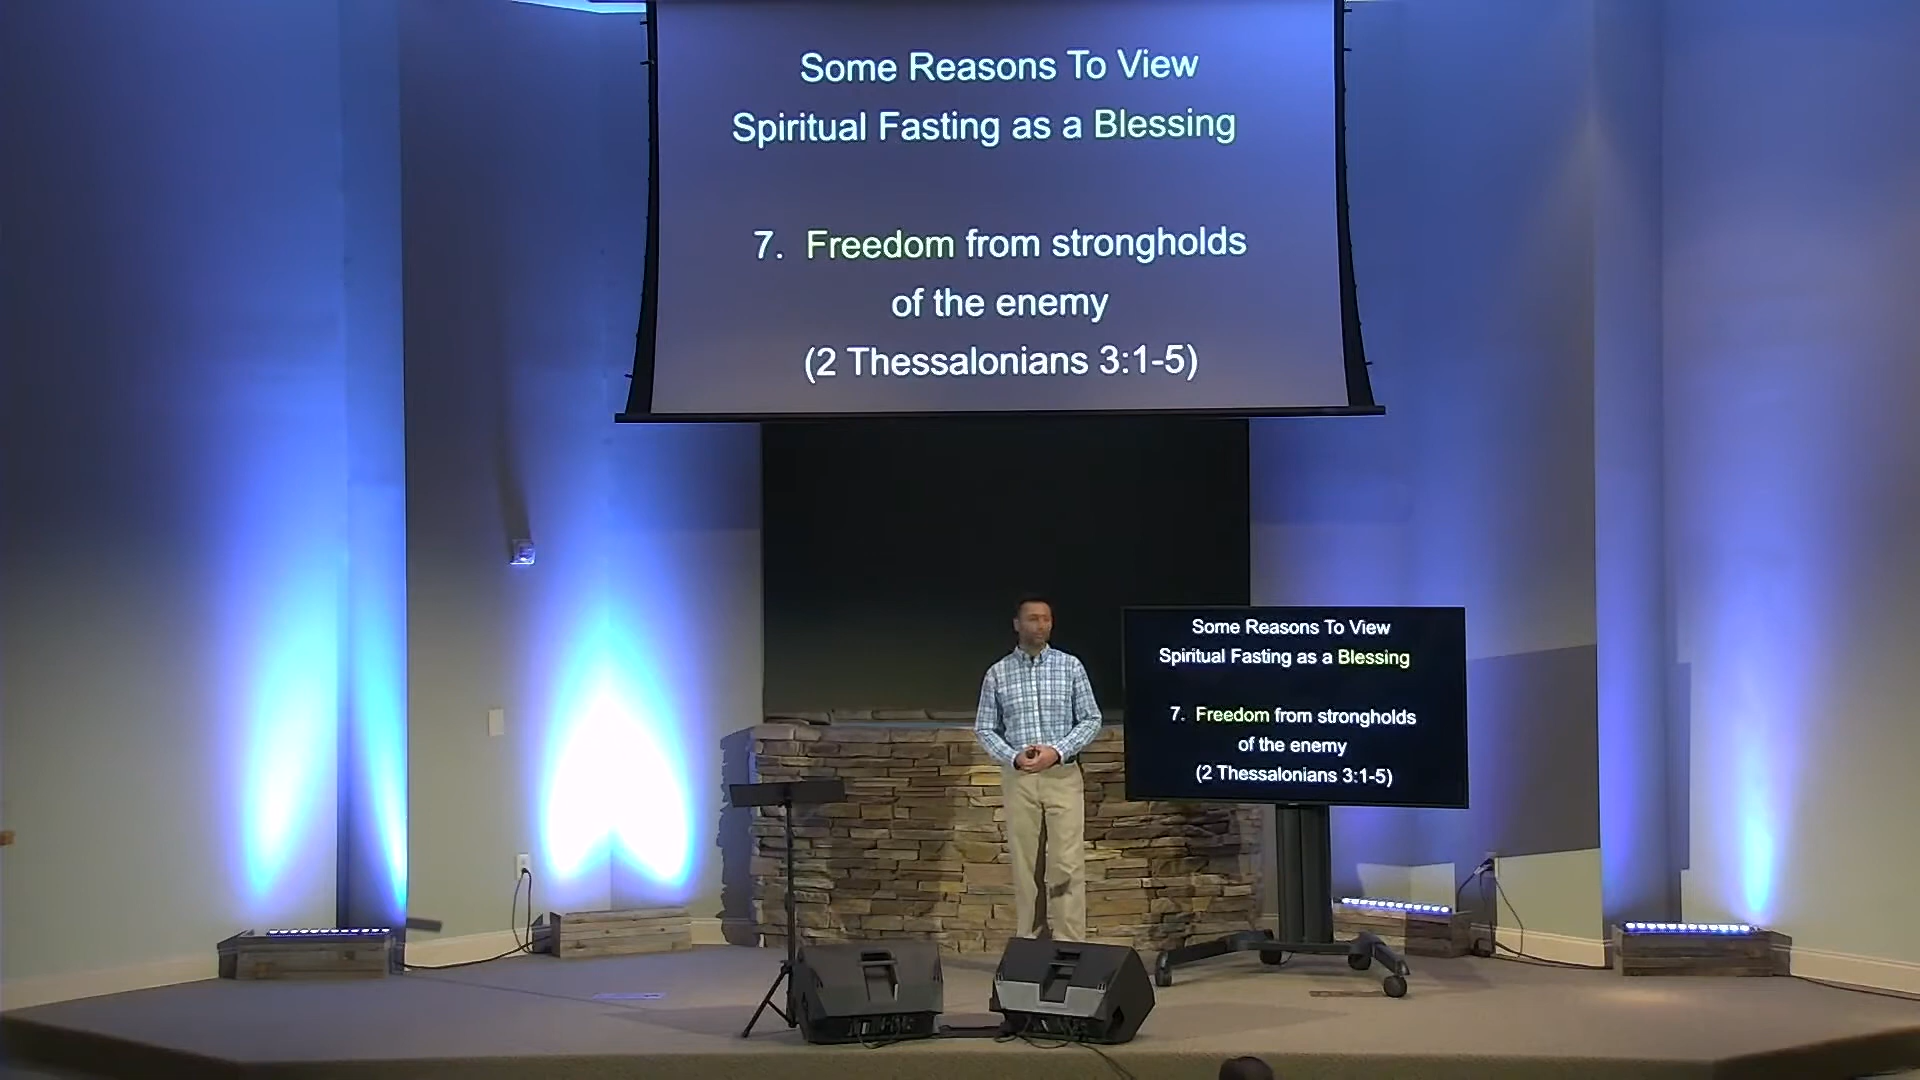 Some Reasons To View
Spiritual Fasting as a Blessing
7. Freedom from strongholds
of the enemy
(2 Thessalonians 3:1-5)
Some Reasons To View
Spiritual Fasting as a Blessing
7. Freedom from strongholds
of the enemy
(2 Thessalonians 3:1-5)